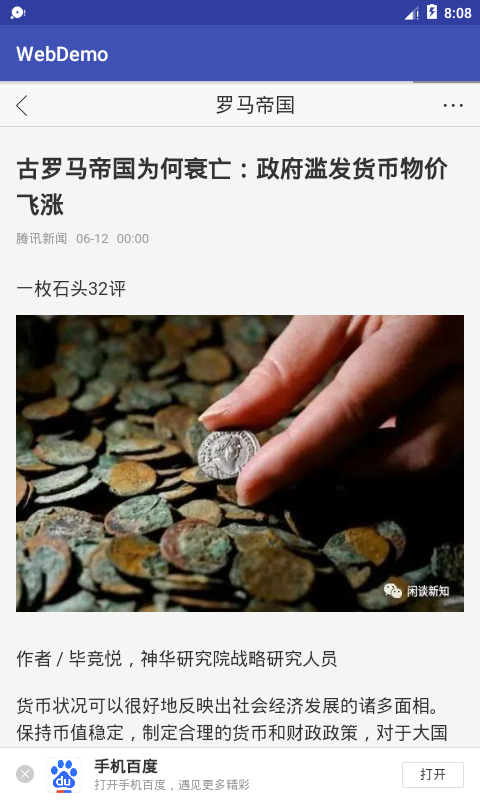 8:08
WebDemo
罗马帝国
古罗马帝国为何衰亡：政府滥发货币物价
飞涨
腾讯新闻 06-12 00:00
一枚石头32评
闲谈新知
作者 / 毕竞悦，神华研究院战略研究人员
货币状况可以很好地反映出社会经济发展的诸多面相。
保持币值稳定，制定合理的货币和财政政策，对于大国
du
手机百度
打开手机百度，遇见更多精彩
打开